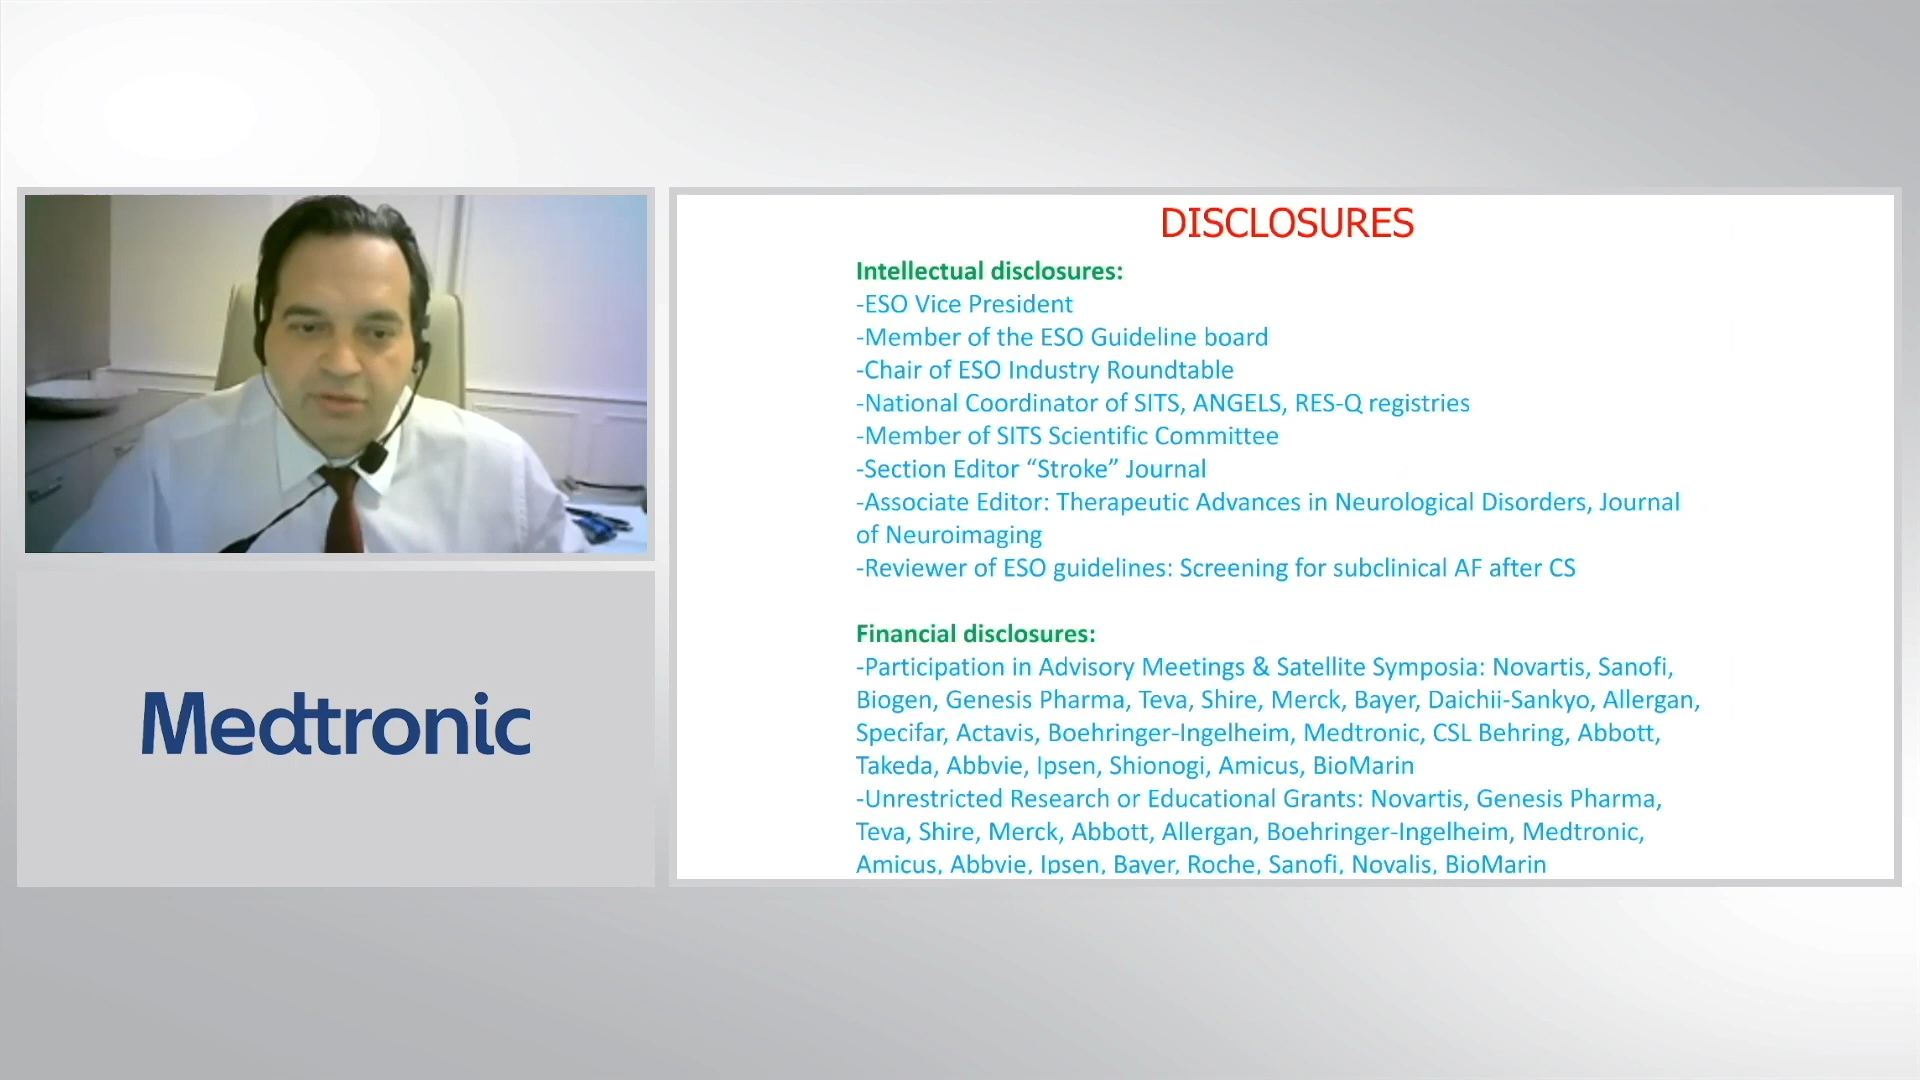 Medtronic
DISCLOSURES
Intellectual disclosures:
-ESO Vice President
-Member of the ESO Guideline board
-Chair of ESO Industry Roundtable
-National Coordinator of SITS, ANGELS, RES-Q registries
-Member of SITS Scientific Committee
-Section Editor “Stroke” Journal
-Associate Editor: Therapeutic Advances in Neurological Disorders, Journal
of Neuroimaging
-Reviewer of ESO guidelines: Screening for subclinical AF after CS
Financial disclosures:
-Participation in Advisory Meetings & Satellite Symposia: Novartis, Sanofi,
Biogen, Genesis Pharma, Teva, Shire, Merck, Bayer, Daichii-Sankyo, Allergan,
Specifar, Actavis, Boehringer-Ingelheim, Medtronic, CSL Behring, Abbott,
Takeda, Abbvie, Ipsen, Shionogi, Amicus, BioMarin
-Unrestricted Research or Educational Grants: Novartis, Genesis Pharma,
Teva, Shire, Merck, Abbott, Allergan, Boehringer-Ingelheim, Medtronic,
Amicus, Abbvie, Ipsen, Bayer, Roche, Sanofi, Novalis, BioMarin